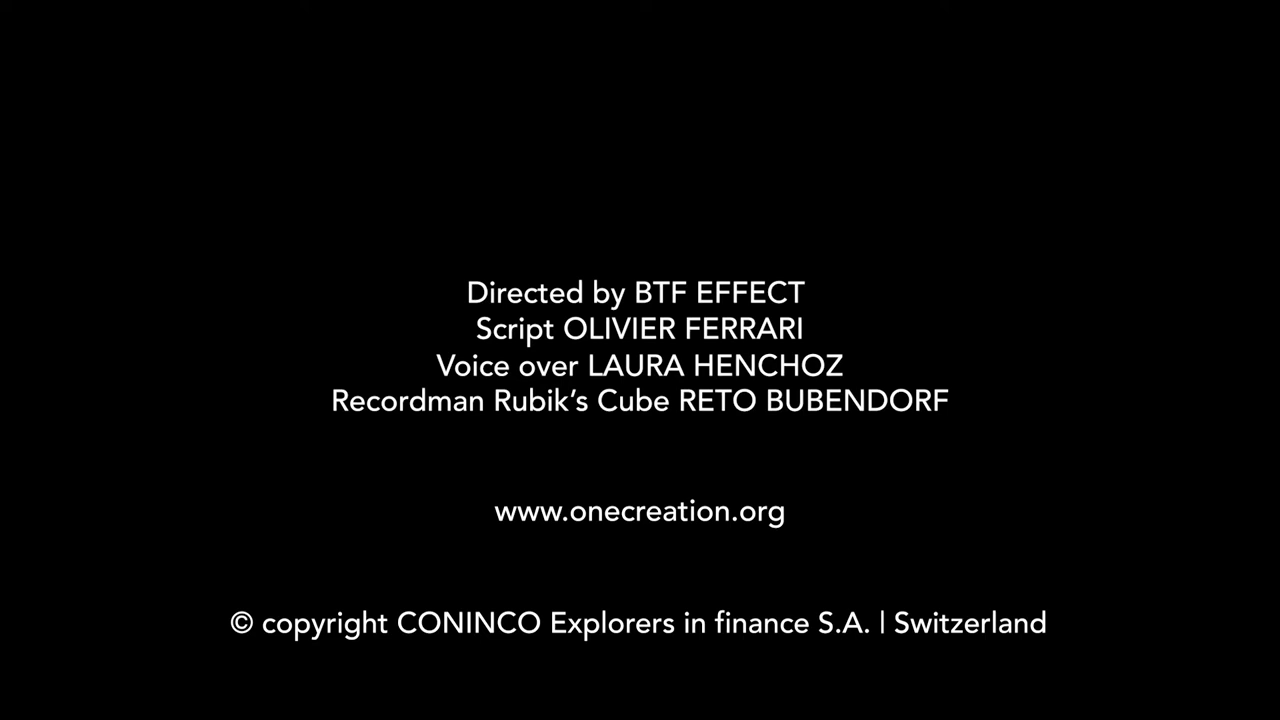 Directed by BTF EFFECT
Script OLIVIER FERRARI
Voice over LAURA HENCHOZ
Recordman Rubik’s Cube RETO BUBENDORF
www.onecreation.org
© copyright CONINCO Explorers in finance S.A. | Switzerland